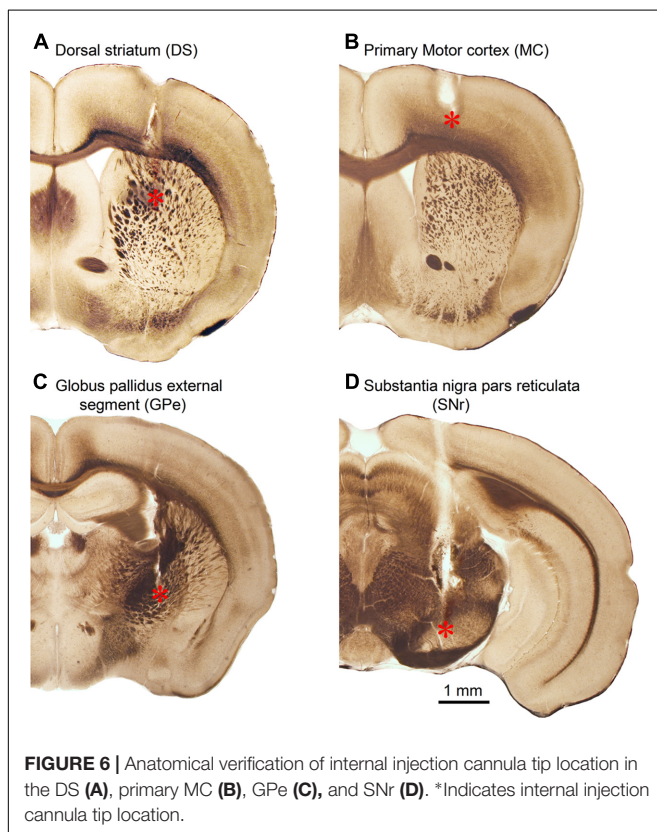 A Dorsal striatum (DS)
B Primary Motor cortex (MC)
*
*
C Globus pallidus external
segment (GPe)
D Substantia nigra pars reticulata
(SNr)
*
*
1 mm
FIGURE 6 | Anatomical verification of internal injection cannula tip location in
the DS (A), primary MC (B), GPe (C), and SNr (D). *Indicates internal injection
cannula tip location.